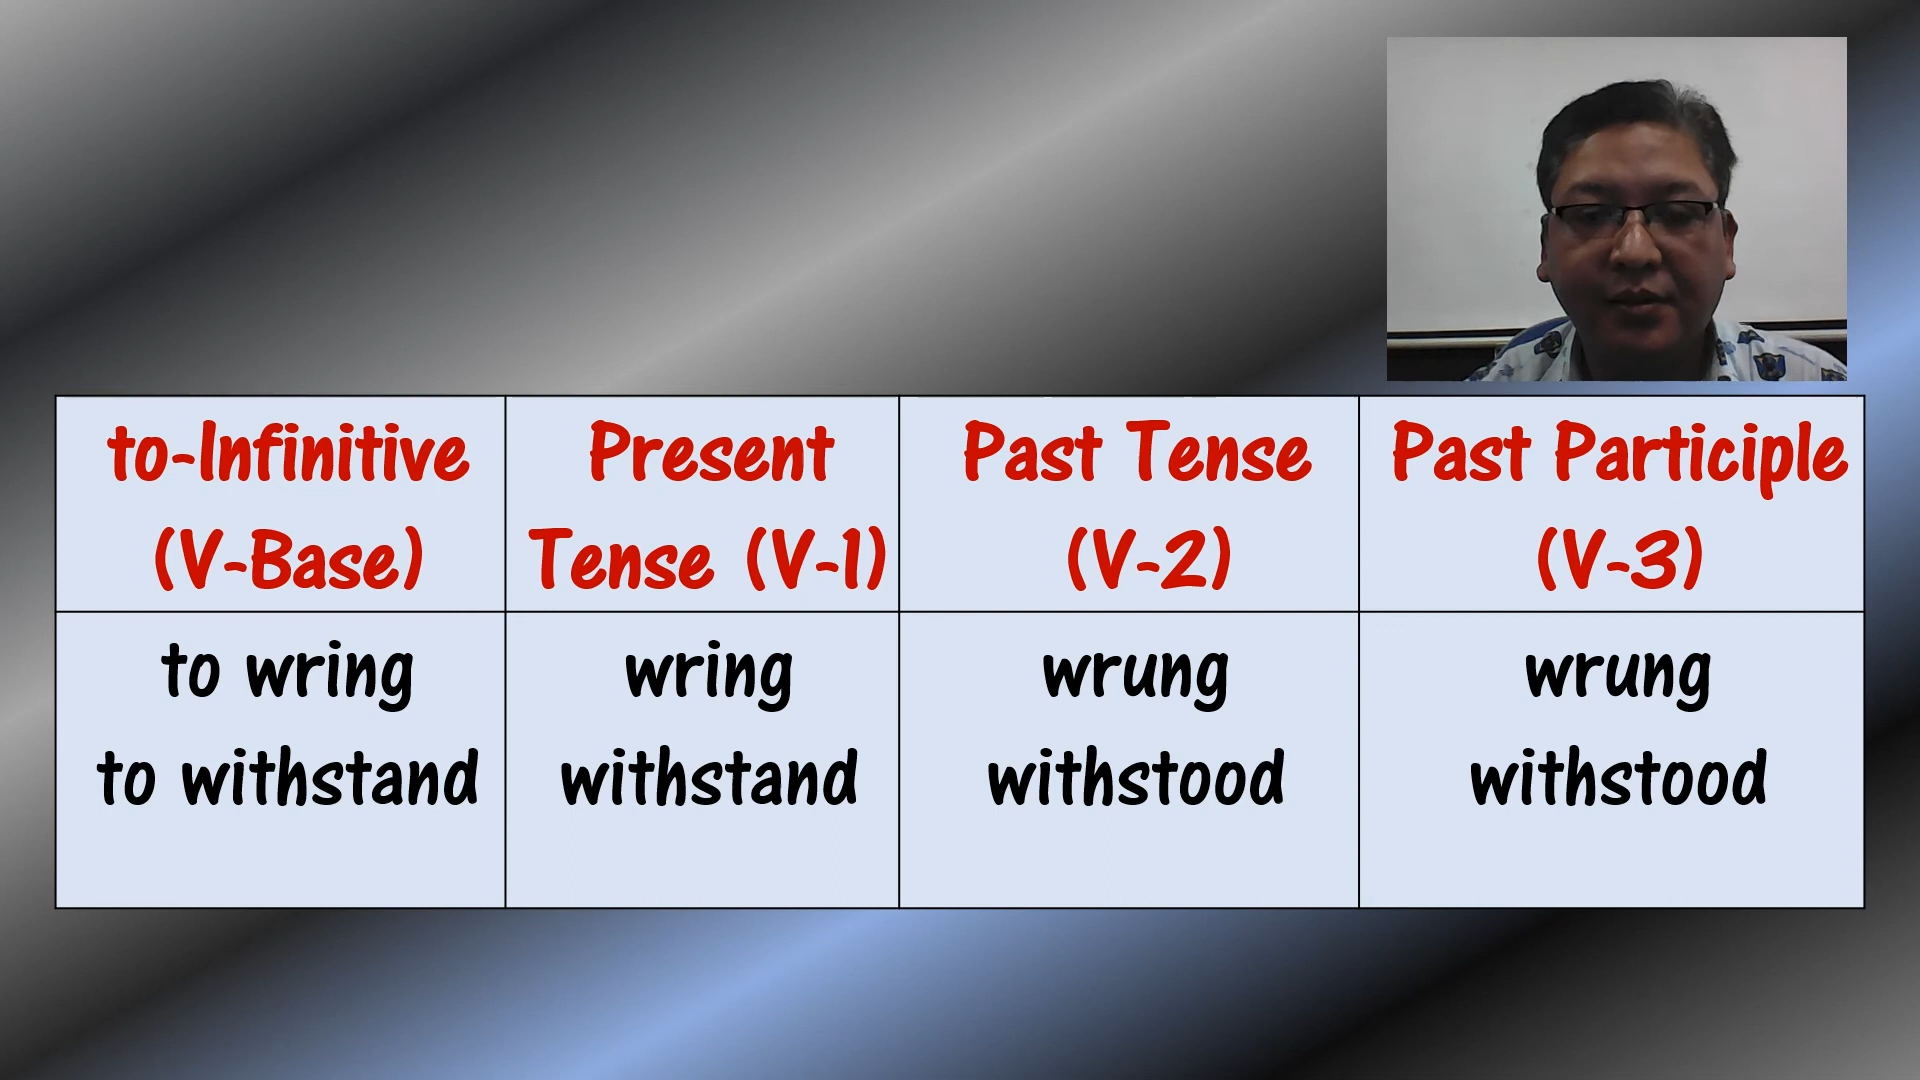 to-Infinitive (V-Base)
Present Tense (V-1)
Past Tense (V-2)
Past Participle (V-3)
to wring
wring
wrung
wrung
to withstand
withstand
withstood
withstood